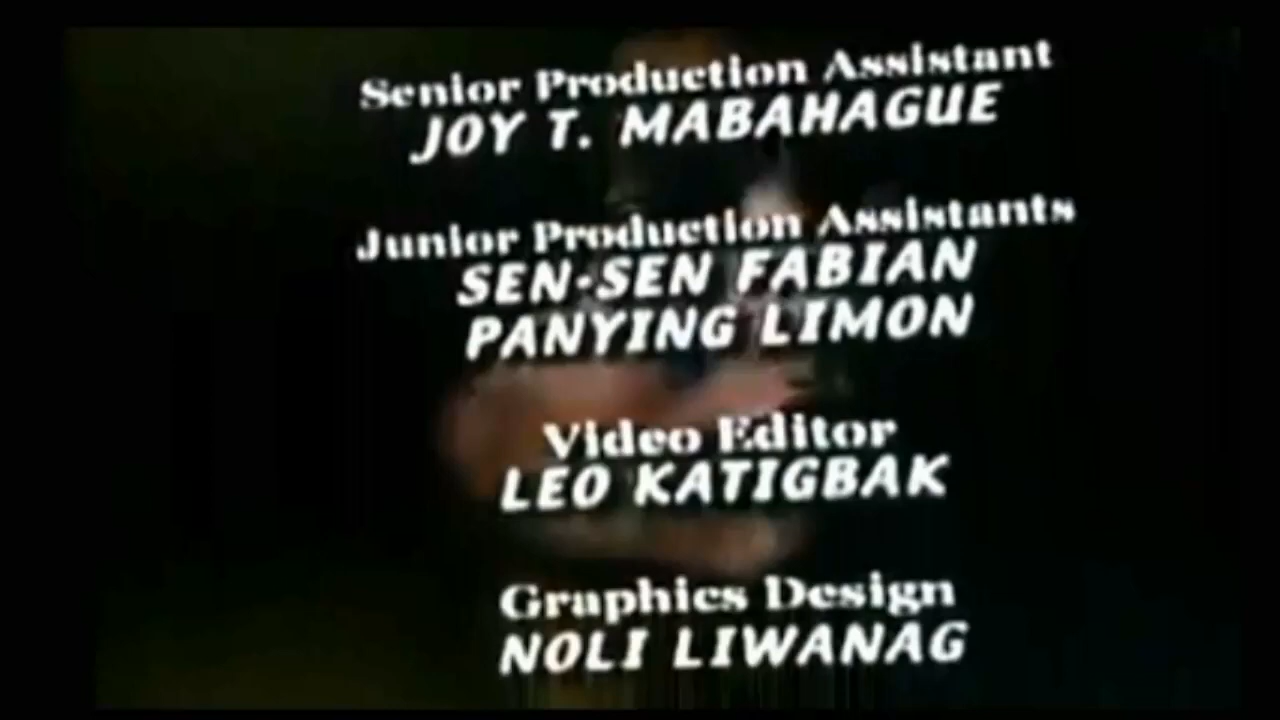 Senior Production Assistant
JOY T. MABAHAGUE
Junior Production Assistants
SEN-SEN FABIAN
PANYING LIMON
Video Editor
LEO KATIGBAK
Graphics Design
NOLI LIWANAG